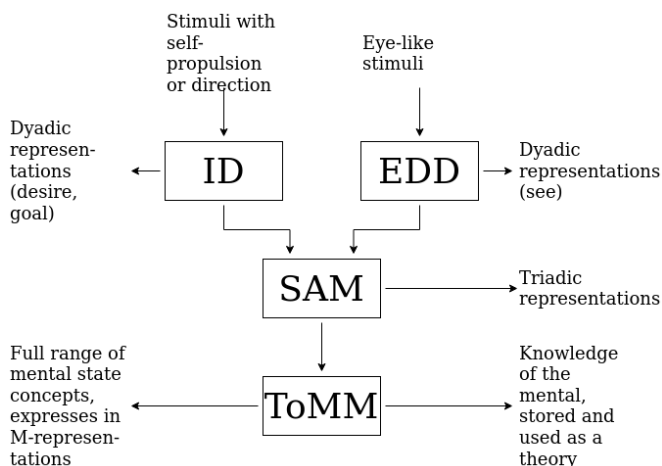 Stimuli with
self-
propulsion
or direction
Eye-like
stimuli
Dyadic
represen-
tations
(desire,
goal)
ID
EDD
Dyadic
representations
(see)
SAM
Triadic
representations
Full range of
mental state
concepts,
expresses in
M-represen-
tations
ToMM
Knowledge
of the
mental,
stored and
used as a
theory